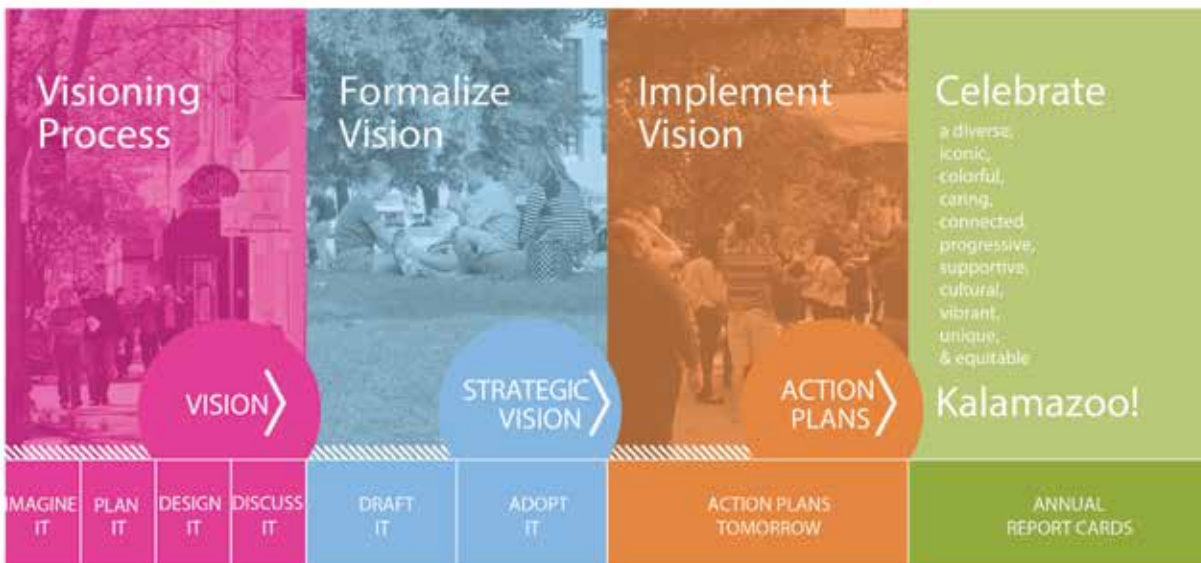 Visioning
Process
VISION
IMAGINE
IT
PLAN
IT
DESIGN
IT
DISCUSS
IT
Formalize
Vision
STRATEGIC
VISION
DRAFT
IT
ADOPT
IT
Implement
Vision
ACTION
PLANS
ACTION PLANS
TOMORROW
Celebrate
a diverse,
iconic,
colorful,
caring,
connected,
progressive,
supportive,
cultural,
vibrant,
unique,
& equitable
Kalamazoo!
ANNUAL
REPORT CARDS